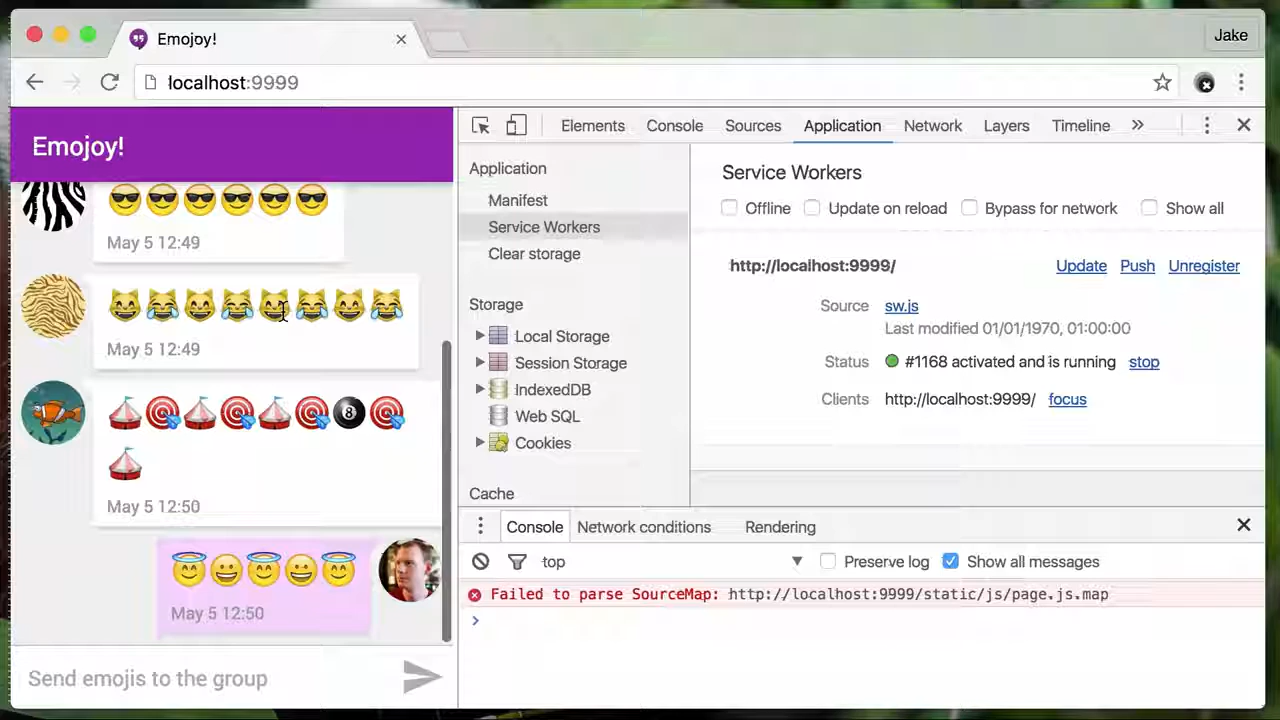 Emojoy!
Jake
localhost:9999
Emojoy!
May 5 12:49
May 5 12:49
May 5 12:50
May 5 12:50
Send emojis to the group
Elements Console Sources Application Network Layers Timeline »
Application
Manifest
Service Workers
Clear storage
Storage
Local Storage
Session Storage
IndexedDB
Web SQL
Cookies
Cache
Service Workers
Offline Update on reload Bypass for network Show all
http://localhost:9999/ Update Push Unregister
Source sw.js
Last modified 01/01/1970, 01:00:00
Status #1168 activated and is running stop
Clients http://localhost:9999/ focus
Console Network conditions Rendering
top Preserve log Show all messages
Failed to parse SourceMap: http://localhost:9999/static/js/page.js.map